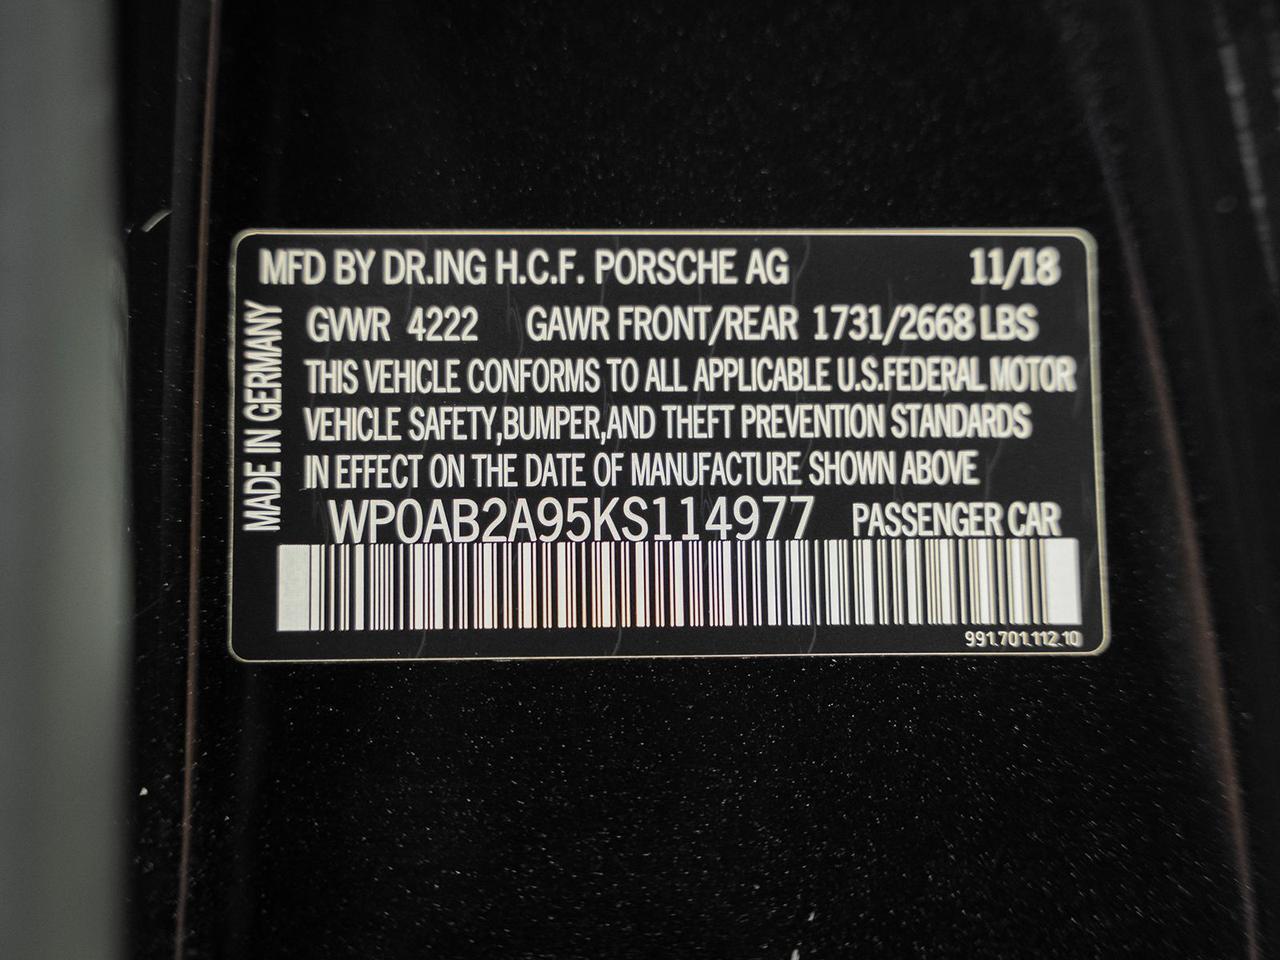 MFD BY DR.ING H.C.F. PORSCHE AG 11/18
GVWR 4222 GAWR FRONT/REAR 1731/2668 LBS
THIS VEHICLE CONFORMS TO ALL APPLICABLE U.S.FEDERAL MOTOR
VEHICLE SAFETY,BUMPER,AND THEFT PREVENTION STANDARDS
IN EFFECT ON THE DATE OF MANUFACTURE SHOWN ABOVE
WP0AB2A95KS114977 PASSENGER CAR
991.701.112.10
MADE IN GERMANY